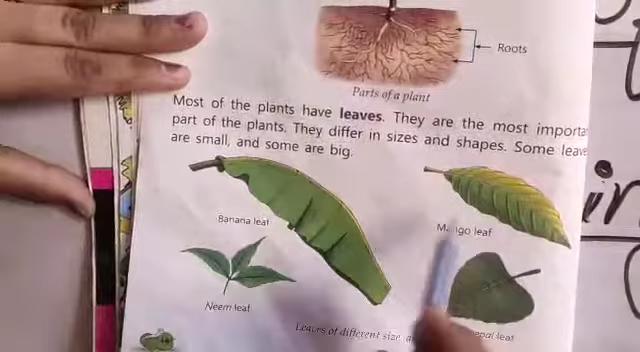 Roots
Parts of a plant
Most of the plants have leaves. They are the most importa
part of the plants. They differ in sizes and shapes. Some leave
are small, and some are big.
Banana leaf
leaf
Neem leaf
Leaves of different size
leaf